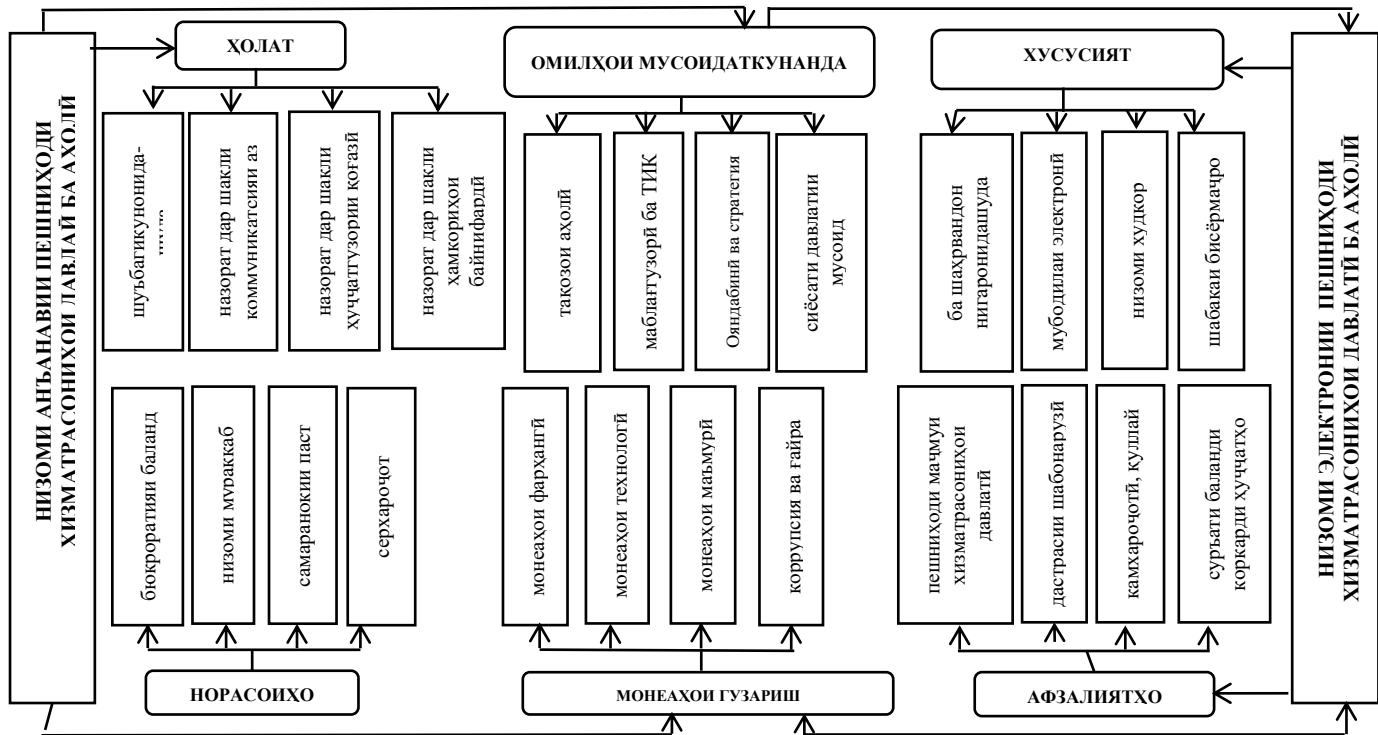 НИЗОМИ АНЪАНАВИИ ПЕШНИҲОДИ
ХИЗМАТРАСОНИҲОИ ДАВЛАТӢ БА АҲОЛӢ
ҲОЛАТ
шуъбагикунонида-
назорат дар шакли
коммуникатсияи аз
назорат дар шакли
ҳуҷҷатгузории қоғазӣ
назорат дар шакли
ҳамкориҳои
байнифардӣ
бюкроратияи баланд
низоми мураккаб
самаранокии паст
серхароҷот
НОРАСОИҲО
ОМИЛҲОИ МУСОИДАТКУНАНДА
тақозои аҳолӣ
маблағгузорӣ ба ТИК
Ояндабинӣ ва стратегия
сиёсати давлатии
мусоид
монеаҳои фарҳангӣ
монеаҳои технологӣ
монеаҳои маъмурӣ
коррупсия ва ғайра
МОНЕАҲОИ ГУЗАРИШ
ХУСУСИЯТ
ба шаҳрвандон
нигаронидашуда
мубодилаи электронӣ
низоми худкор
шабакаи бисёрмаҷро
пешниҳоди маҷмуи
хизматрасониҳои
давлатӣ
дастрасии шабонарузӣ
камхароҷотӣ, қуллай
суръати баланди
коркарди ҳуҷҷатҳо
АФЗАЛИЯТҲО
НИЗОМИ ЭЛЕКТРОНИИ ПЕШНИҲОДИ
ХИЗМАТРАСОНИҲОИ ДАВЛАТӢ БА АҲОЛӢ